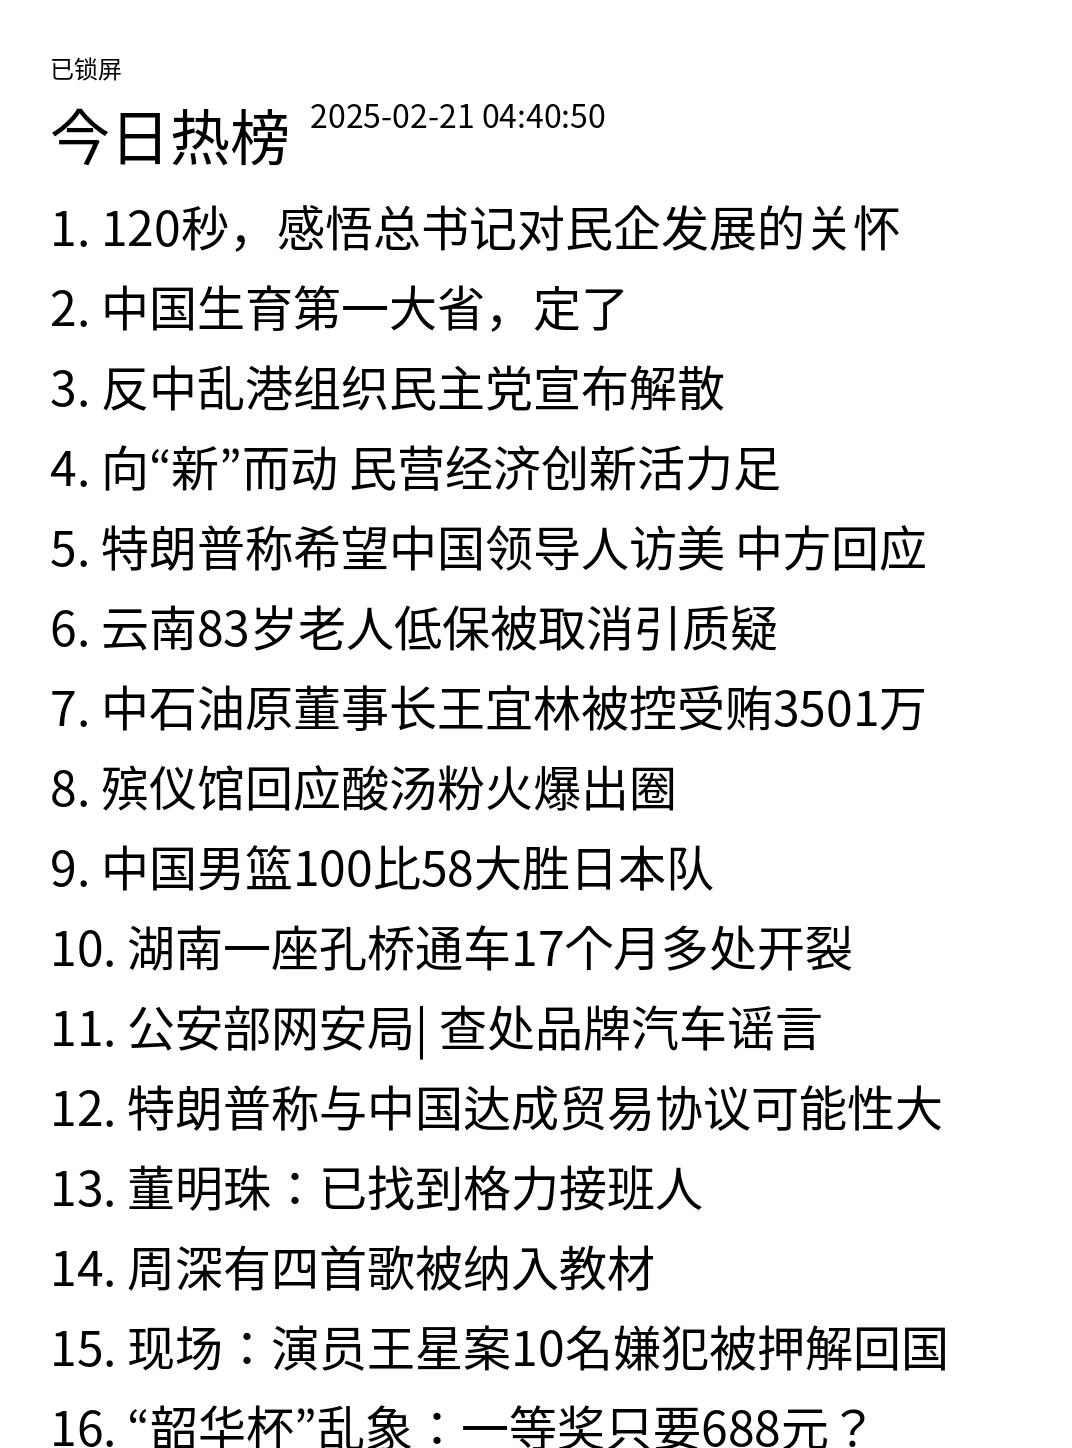 已锁屏
今日热榜 2025-02-21 04:40:50
1. 120秒，感悟总书记对民企发展的关怀
2. 中国生育第一大省，定了
3. 反中乱港组织民主党宣布解散
4. 向“新”而动 民营经济创新活力足
5. 特朗普称希望中国领导人访美 中方回应
6. 云南83岁老人低保被取消引质疑
7. 中石油原董事长王宜林被控受贿3501万
8. 殡仪馆回应酸汤粉火爆出圈
9. 中国男篮100比58大胜日本队
10. 湖南一座孔桥通车17个月多处开裂
11. 公安部网安局| 查处品牌汽车谣言
12. 特朗普称与中国达成贸易协议可能性大
13. 董明珠：已找到格力接班人
14. 周深有四首歌被纳入教材
15. 现场：演员王星案10名嫌犯被押解回国
16. “韶华杯”乱象：一等奖只要688元？